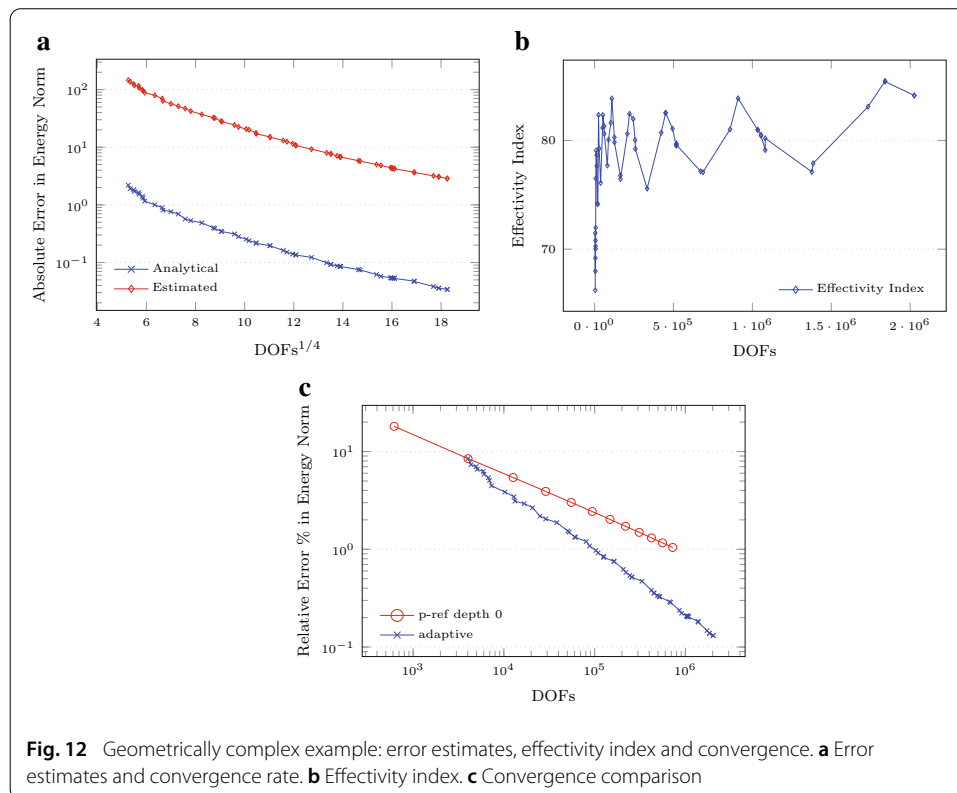 a
10^2
10^1
10^0
10^{-1}
Absolute Error in Energy Norm
Analytical
Estimated
4 6 8 10 12 14 16 18
DOFs^{1/4}
b
80
70
Effectivity Index
Effectivity Index
0 · 10^0 5 · 10^5 1 · 10^6 1.5 · 10^6 2 · 10^6
DOFs
c
10^1
10^0
10^{-1}
Relative Error % in Energy Norm
p-ref depth 0
adaptive
10^3 10^4 10^5 10^6
DOFs
Fig. 12 Geometrically complex example: error estimates, effectivity index and convergence. a Error
estimates and convergence rate. b Effectivity index. c Convergence comparison